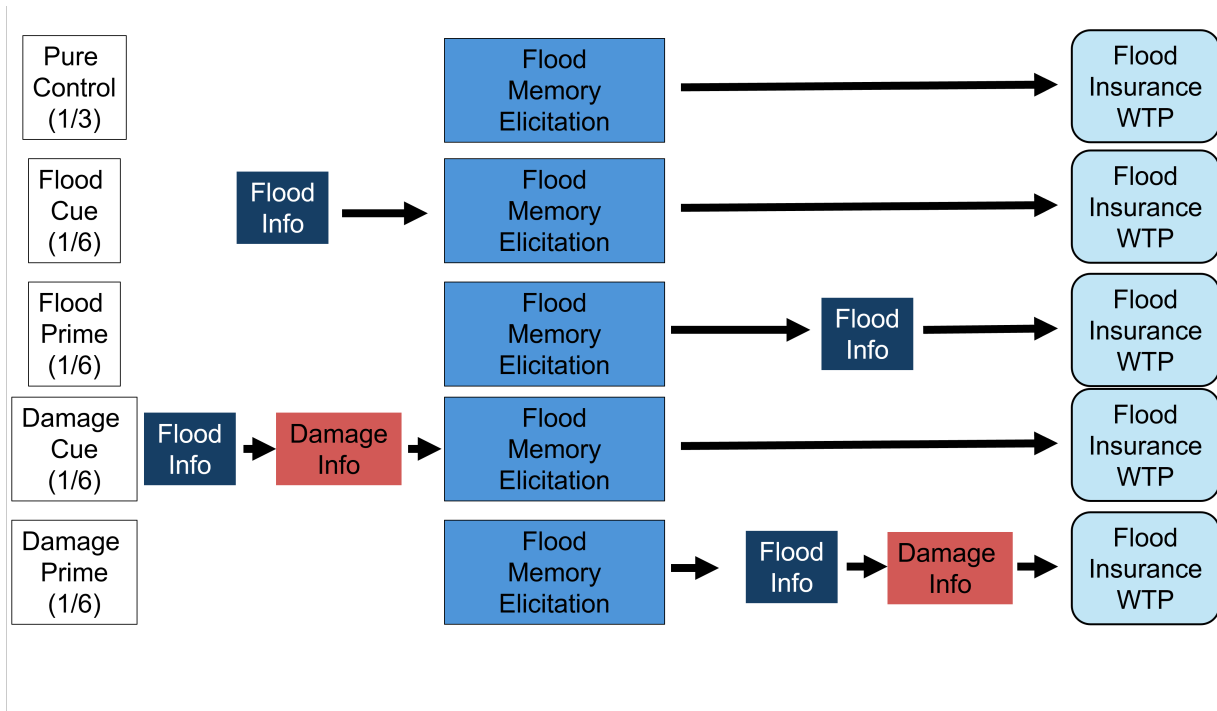 Pure
Control
(1/3)
Flood
Memory
Elicitation
Flood
Insurance
WTP
Flood
Cue
(1/6)
Flood
Info
Flood
Memory
Elicitation
Flood
Insurance
WTP
Flood
Prime
(1/6)
Flood
Memory
Elicitation
Flood
Info
Flood
Insurance
WTP
Damage
Cue
(1/6)
Flood
Info
Damage
Info
Flood
Memory
Elicitation
Flood
Insurance
WTP
Damage
Prime
(1/6)
Flood
Memory
Elicitation
Flood
Info
Damage
Info
Flood
Insurance
WTP